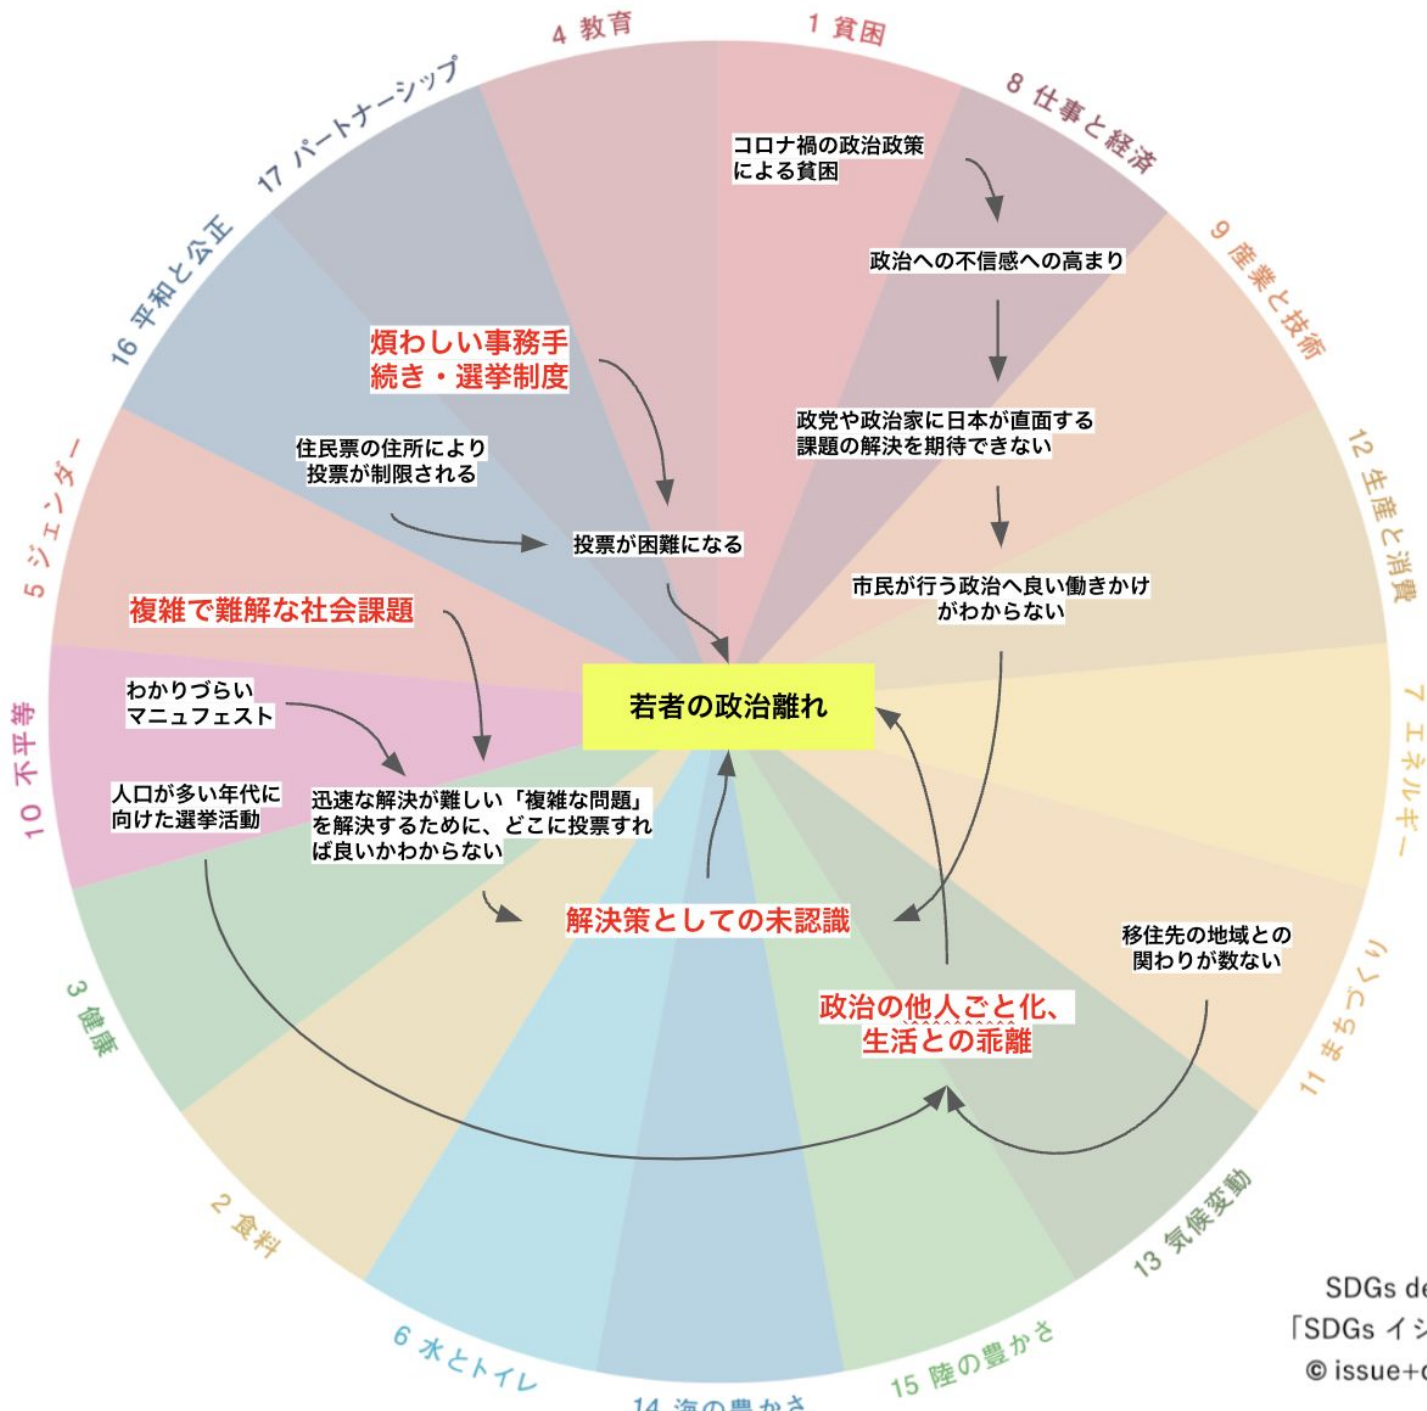 4 教育
1 貧困
8 仕事と経済
17 パートナーシップ
コロナ禍の政治政策
による貧困
16 平和と公正
9 産業と技術
政治への不信感への高まり
煩わしい事務手
続き・選挙制度
政党や政治家に日本が直面する
課題の解決を期待できない
住民票の住所により
投票が制限される
12 生産と消費
5 ジェンダー
投票が困難になる
市民が行う政治へ良い働きかけ
がわからない
複雑で難解な社会課題
わかりづらい
マニュフェスト
若者の政治離れ
7 エネルギー
10 不平等
人口が多い年代に
向けた選挙活動
迅速な解決が難しい「複雑な問題」
を解決するために、どこに投票すれ
ば良いかわからない
解決策としての未認識
移住先の地域との
関わりが数ない
11 まちづくり
3 健康
政治の他人ごと化、
生活との乖離
2 食料
13 気候変動
6 水とトイレ
15 陸の豊かさ
14 海の豊かさ
SDGs de
「SDGs イシ
© issue+d